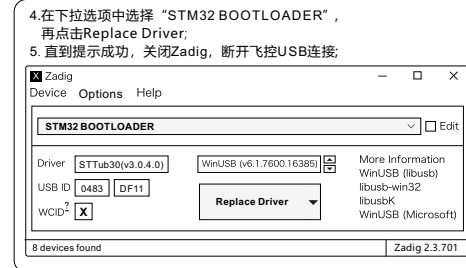 4.在下拉选项中选择“STM32 BOOTLOADER”,
再点击Replace Driver;
5. 直到提示成功，关闭Zadig，断开飞控USB连接;
X Zadig
Device Options Help
STM32 BOOTLOADER
Edit
Driver STTub30(v3.0.4.0) WinUSB (v6.1.7600.16385)
USB ID 0483 DF11
WCID? X
Replace Driver
More Information
WinUSB (libusb)
libusb-win32
libusbK
WinUSB (Microsoft)
8 devices found Zadig 2.3.701